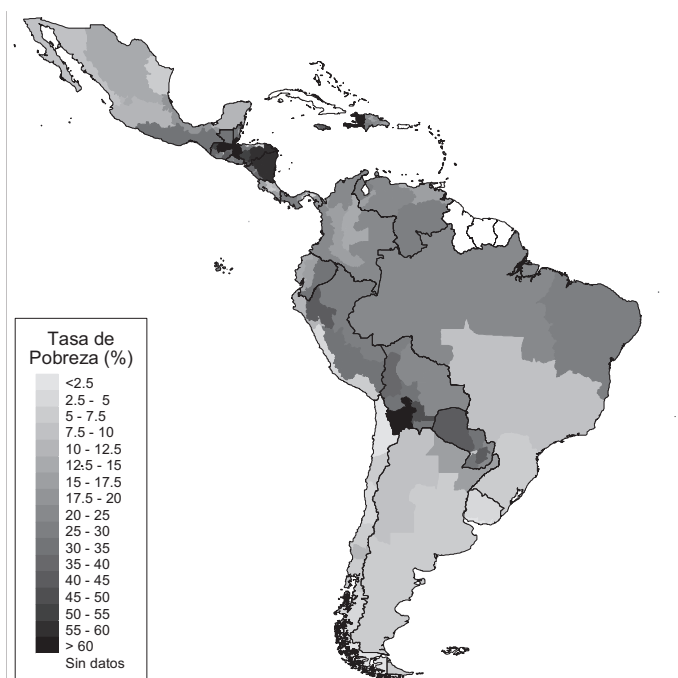 Tasa de
Pobreza (%)
<2.5
2.5 - 5
5 - 7.5
7.5 - 10
10 - 12.5
12:5 - 15
15 - 17.5
17.5 - 20
20 - 25
25 - 30
30 - 35
35 - 40
40 - 45
45 - 50
50 - 55
55 - 60
> 60
Sin datos